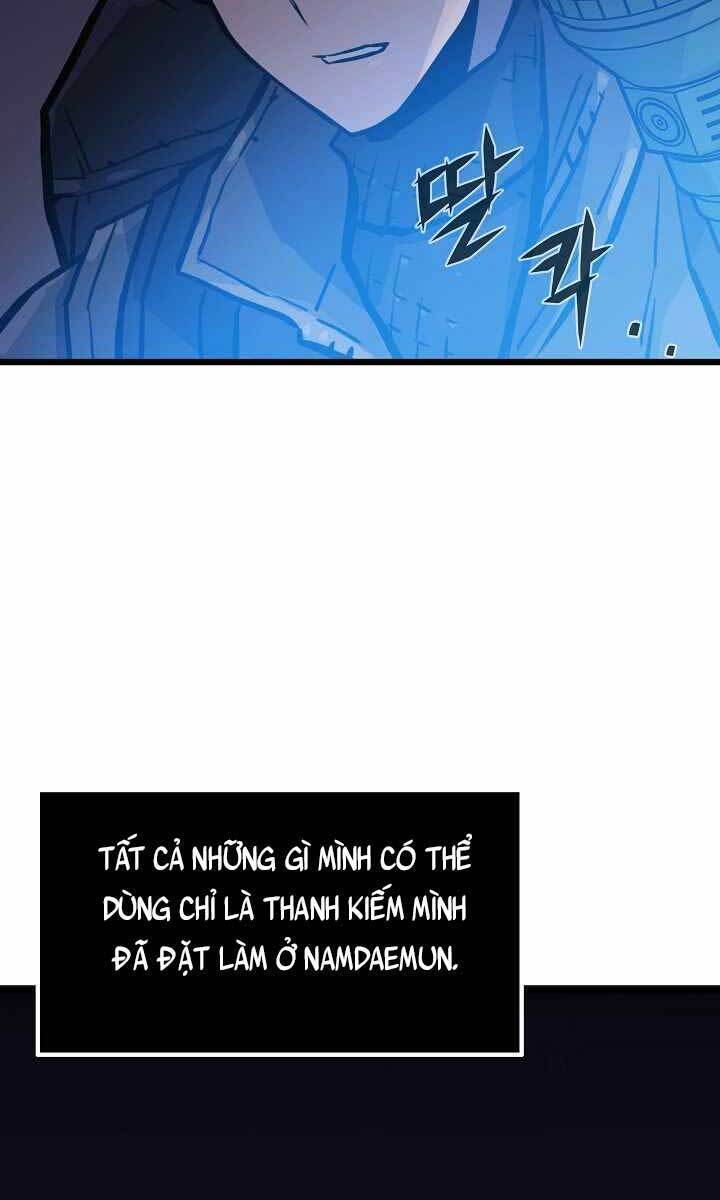 딸칵
TẤT CẢ NHỮNG GÌ MÌNH CÓ THỂ
DÙNG CHỈ LÀ THANH KIẾM MÌNH
ĐÃ ĐẶT LÀM Ở NAMDAEMUN.